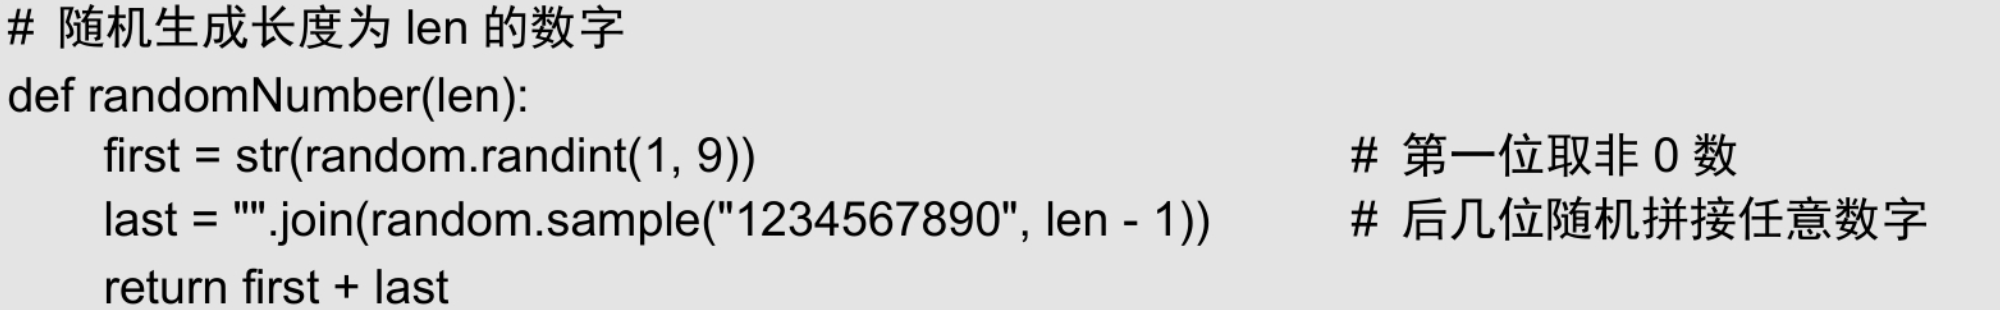 # 随机生成长度为 len 的数字
def randomNumber(len):
    first = str(random.randint(1, 9))    # 第一位取非 0 数
    last = "".join(random.sample("1234567890", len - 1))    # 后几位随机拼接任意数字
    return first + last